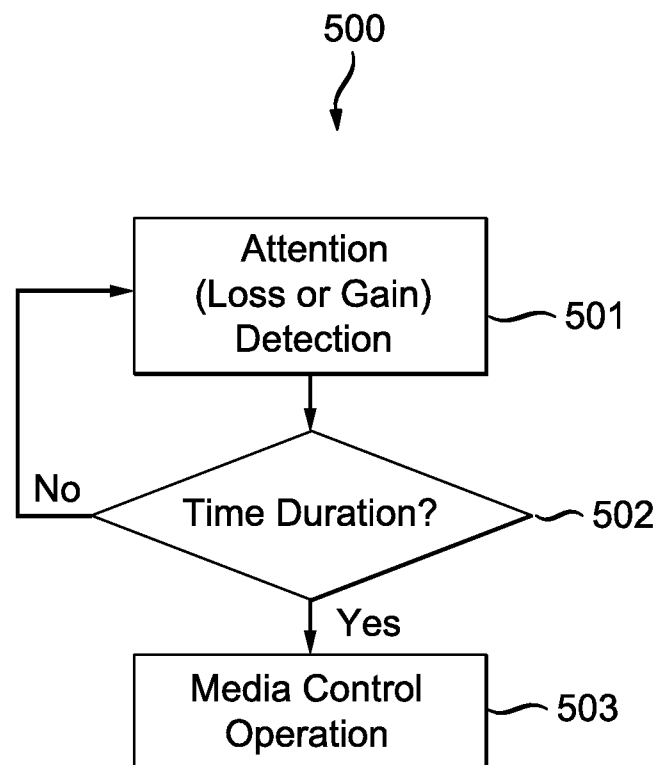 500
Attention
(Loss or Gain)
Detection
501
No
Time Duration?
502
Yes
Media Control
Operation
503